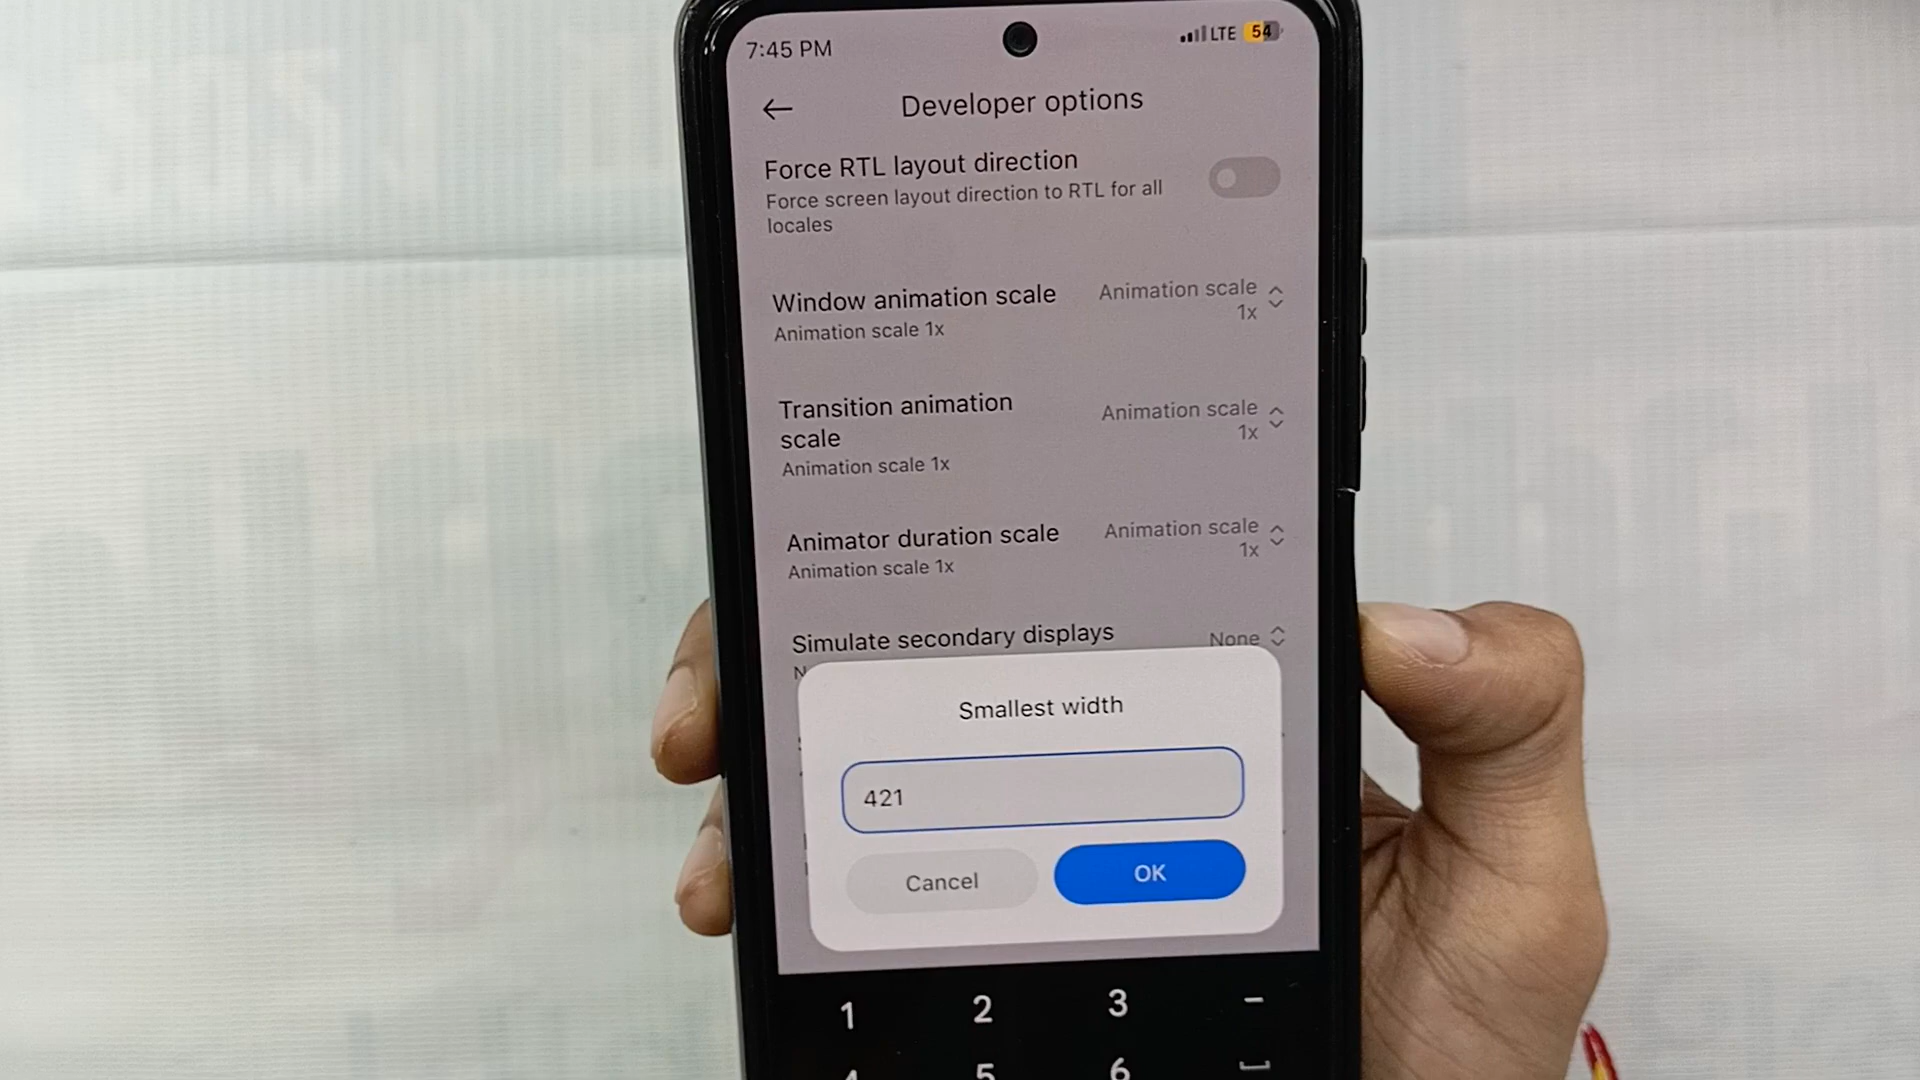 7:45 PM
LTE 54
Developer options
Force RTL layout direction
Force screen layout direction to RTL for all
locales
Window animation scale
Animation scale 1x
Animation scale
1x
Transition animation
scale
Animation scale 1x
Animation scale
1x
Animator duration scale
Animation scale 1x
Animation scale
1x
Simulate secondary displays
None
Smallest width
421
Cancel
OK
1 2 3 −
5 6